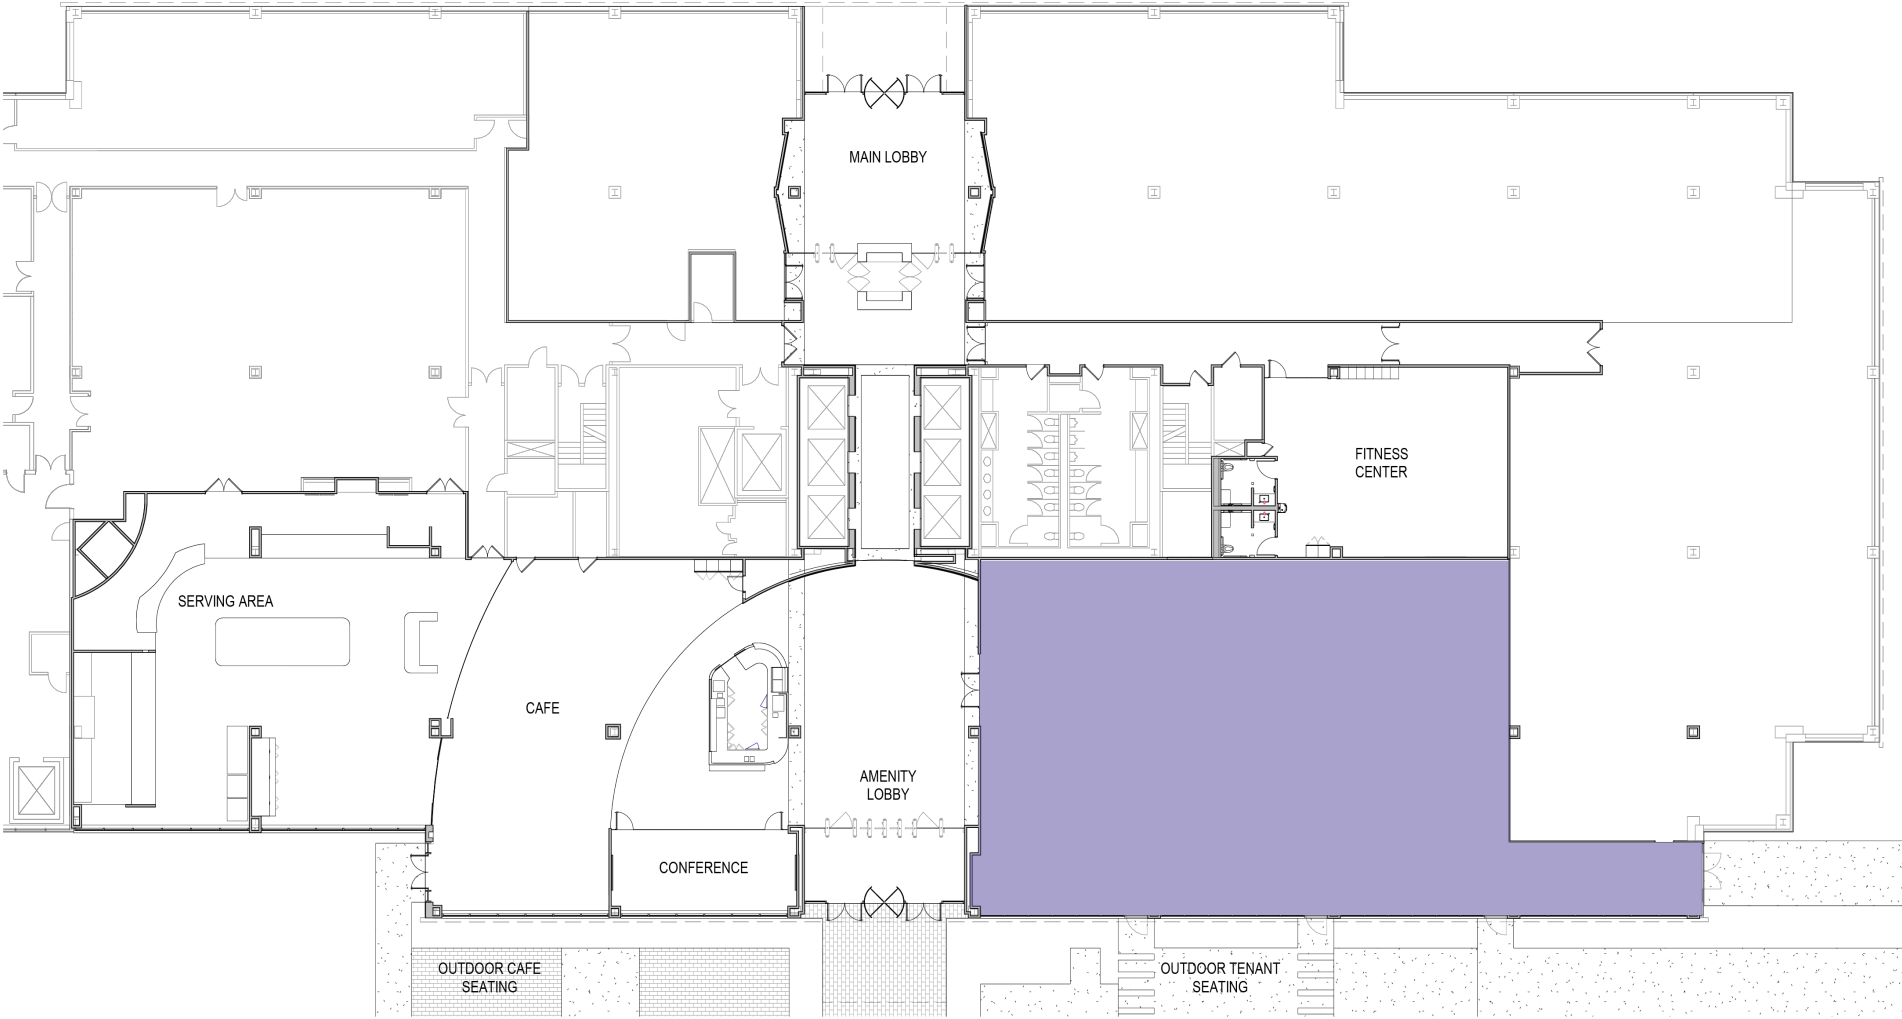 MAIN LOBBY
FITNESS
CENTER
SERVING AREA
CAFE
AMENITY
LOBBY
CONFERENCE
OUTDOOR CAFE
SEATING
OUTDOOR TENANT
SEATING